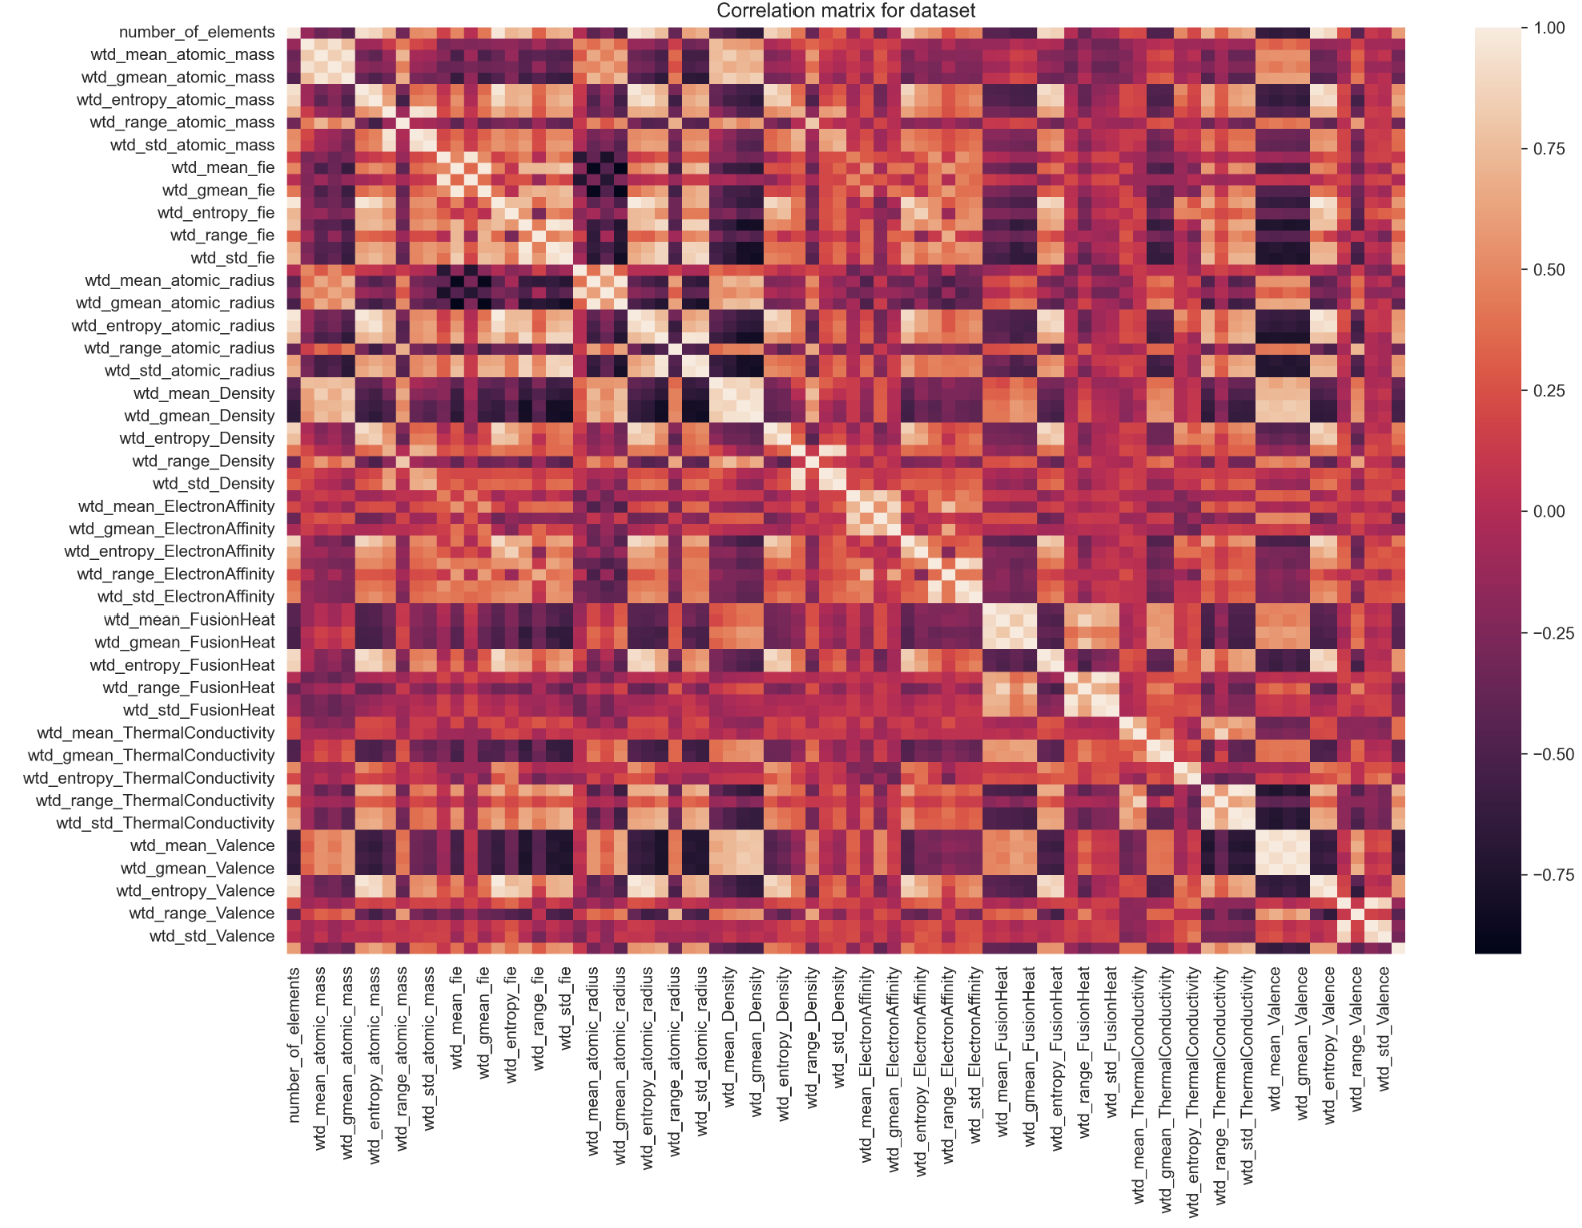 Correlation matrix for dataset
number_of_elements
wtd_mean_atomic_mass
wtd_gmean_atomic_mass
wtd_entropy_atomic_mass
wtd_range_atomic_mass
wtd_std_atomic_mass
wtd_mean_fie
wtd_gmean_fie
wtd_entropy_fie
wtd_range_fie
wtd_std_fie
wtd_mean_atomic_radius
wtd_gmean_atomic_radius
wtd_entropy_atomic_radius
wtd_range_atomic_radius
wtd_std_atomic_radius
wtd_mean_Density
wtd_gmean_Density
wtd_entropy_Density
wtd_range_Density
wtd_std_Density
wtd_mean_ElectronAffinity
wtd_gmean_ElectronAffinity
wtd_entropy_ElectronAffinity
wtd_range_ElectronAffinity
wtd_std_ElectronAffinity
wtd_mean_FusionHeat
wtd_gmean_FusionHeat
wtd_entropy_FusionHeat
wtd_range_FusionHeat
wtd_std_FusionHeat
wtd_mean_ThermalConductivity
wtd_gmean_ThermalConductivity
wtd_entropy_ThermalConductivity
wtd_range_ThermalConductivity
wtd_std_ThermalConductivity
wtd_mean_Valence
wtd_gmean_Valence
wtd_entropy_Valence
wtd_range_Valence
wtd_std_Valence
number_of_elements
wtd_mean_atomic_mass
wtd_gmean_atomic_mass
wtd_entropy_atomic_mass
wtd_range_atomic_mass
wtd_std_atomic_mass
wtd_mean_fie
wtd_gmean_fie
wtd_entropy_fie
wtd_range_fie
wtd_std_fie
wtd_mean_atomic_radius
wtd_gmean_atomic_radius
wtd_entropy_atomic_radius
wtd_range_atomic_radius
wtd_std_atomic_radius
wtd_mean_Density
wtd_gmean_Density
wtd_entropy_Density
wtd_range_Density
wtd_std_Density
wtd_mean_ElectronAffinity
wtd_gmean_ElectronAffinity
wtd_entropy_ElectronAffinity
wtd_range_ElectronAffinity
wtd_std_ElectronAffinity
wtd_mean_FusionHeat
wtd_gmean_FusionHeat
wtd_entropy_FusionHeat
wtd_range_FusionHeat
wtd_std_FusionHeat
wtd_mean_ThermalConductivity
wtd_gmean_ThermalConductivity
wtd_entropy_ThermalConductivity
wtd_range_ThermalConductivity
wtd_std_ThermalConductivity
wtd_mean_Valence
wtd_gmean_Valence
wtd_entropy_Valence
wtd_range_Valence
wtd_std_Valence
1.00
0.75
0.50
0.25
0.00
−0.25
−0.50
−0.75